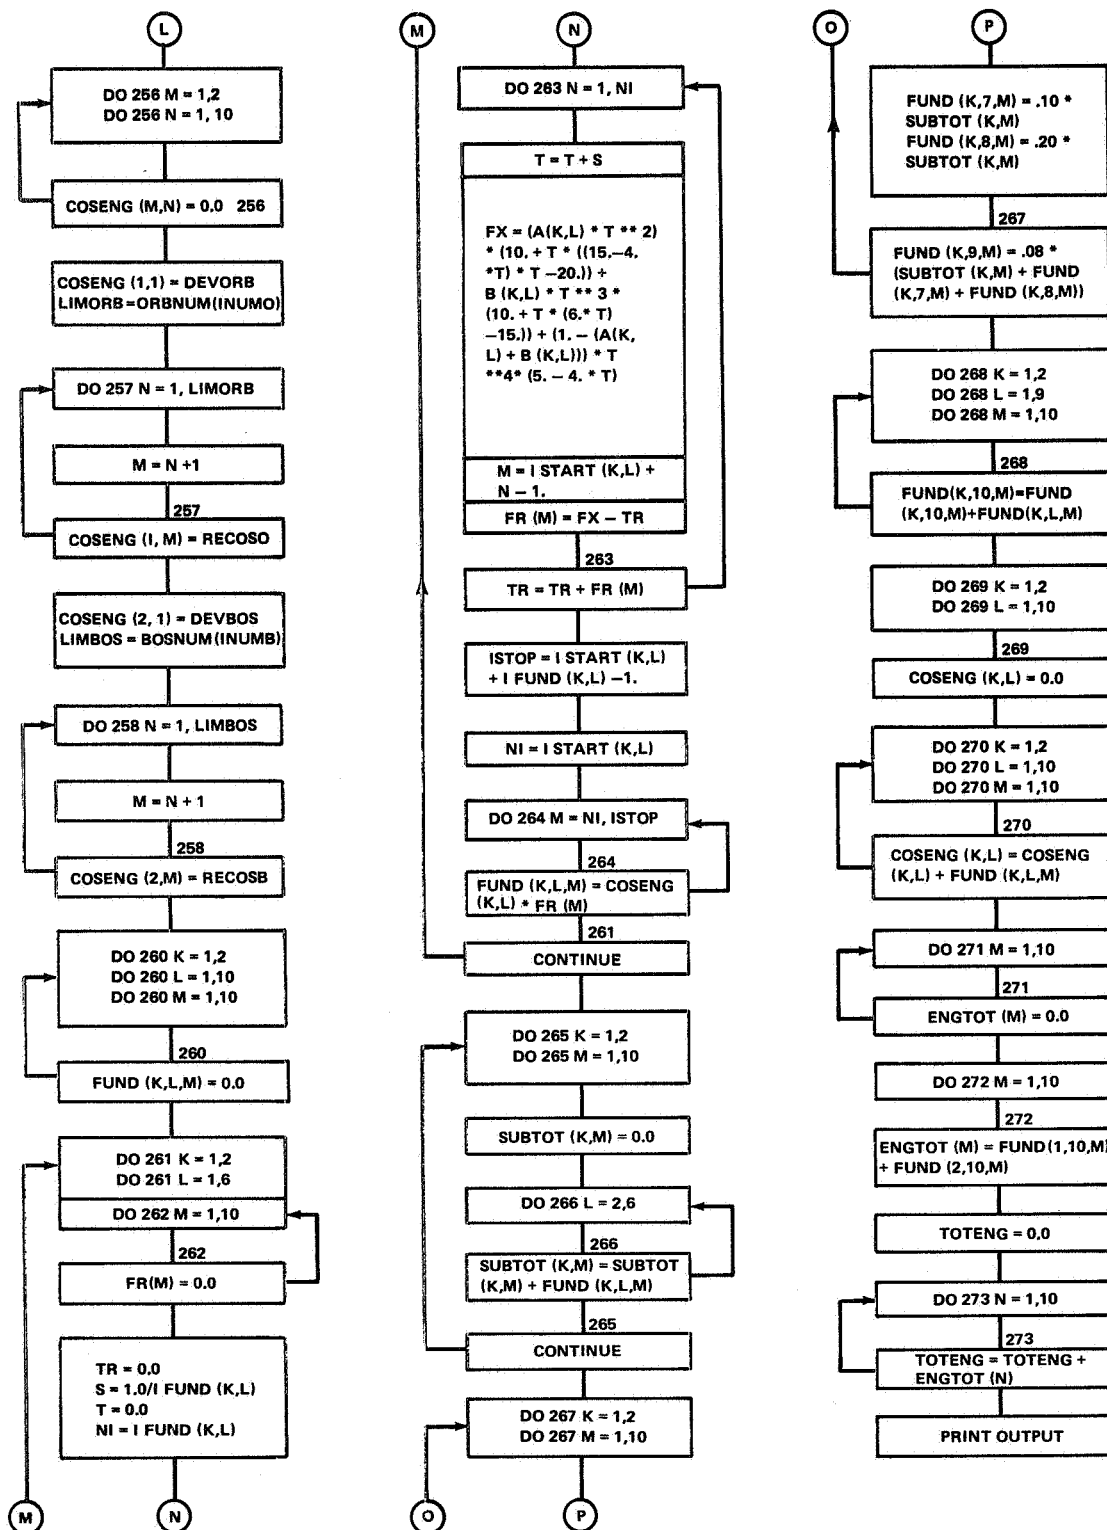 L
DO 256 M = 1,2
DO 256 N = 1, 10
COSENG (M,N) = 0.0 256
COSENG (1,1) = DEVORB
LIMORB=ORBNUM(INUMO)
DO 257 N = 1, LIMORB
M = N +1
257
COSENG (I, M) = RECOSO
COSENG (2, 1) = DEVBOS
LIMBOS = BOSNUM(INUMB)
DO 258 N = 1, LIMBOS
M = N + 1
258
COSENG (2,M) = RECOSB
DO 260 K = 1,2
DO 260 L = 1,10
DO 260 M = 1,10
260
FUND (K,L,M) = 0.0
DO 261 K = 1,2
DO 261 L = 1,6
DO 262 M = 1,10
262
FR(M) = 0.0
TR = 0.0
S = 1.0/I FUND (K,L)
T = 0.0
NI = I FUND (K,L)
M
N
M
N
DO 263 N = 1, NI
T = T + S
FX = (A(K,L) * T ** 2)
* (10. + T * ((15.–4.
*T) * T –20.)) +
B (K,L) * T ** 3 *
(10. + T * (6.* T)
–15.)) + (1. – (A(K,
L) + B (K,L))) * T
**4* (5. – 4. * T)
M = I START (K,L) +
N – 1.
FR (M) = FX – TR
263
TR = TR + FR (M)
ISTOP = I START (K,L)
+ I FUND (K,L) –1.
NI = I START (K,L)
DO 264 M = NI, ISTOP
264
FUND (K,L,M) = COSENG
(K,L) * FR (M)
261
CONTINUE
DO 265 K = 1,2
DO 265 M = 1,10
SUBTOT (K,M) = 0.0
DO 266 L = 2,6
266
SUBTOT (K,M) = SUBTOT
(K,M) + FUND (K,L,M)
265
CONTINUE
DO 267 K = 1,2
DO 267 M = 1,10
O
P
O
P
FUND (K,7,M) = .10 *
SUBTOT (K,M)
FUND (K,8,M) = .20 *
SUBTOT (K,M)
267
FUND (K,9,M) = .08 *
(SUBTOT (K,M) + FUND
(K,7,M) + FUND (K,8,M))
DO 268 K = 1,2
DO 268 L = 1,9
DO 268 M = 1,10
268
FUND(K,10,M)=FUND
(K,10,M)+FUND(K,L,M)
DO 269 K = 1,2
DO 269 L = 1,10
269
COSENG (K,L) = 0.0
DO 270 K = 1,2
DO 270 L = 1,10
DO 270 M = 1,10
270
COSENG (K,L) = COSENG
(K,L) + FUND (K,L,M)
DO 271 M = 1,10
271
ENGTOT (M) = 0.0
DO 272 M = 1,10
272
ENGTOT (M) = FUND(1,10,M)
+ FUND (2,10,M)
TOTENG = 0,0
DO 273 N = 1,10
273
TOTENG = TOTENG +
ENGTOT (N)
PRINT OUTPUT